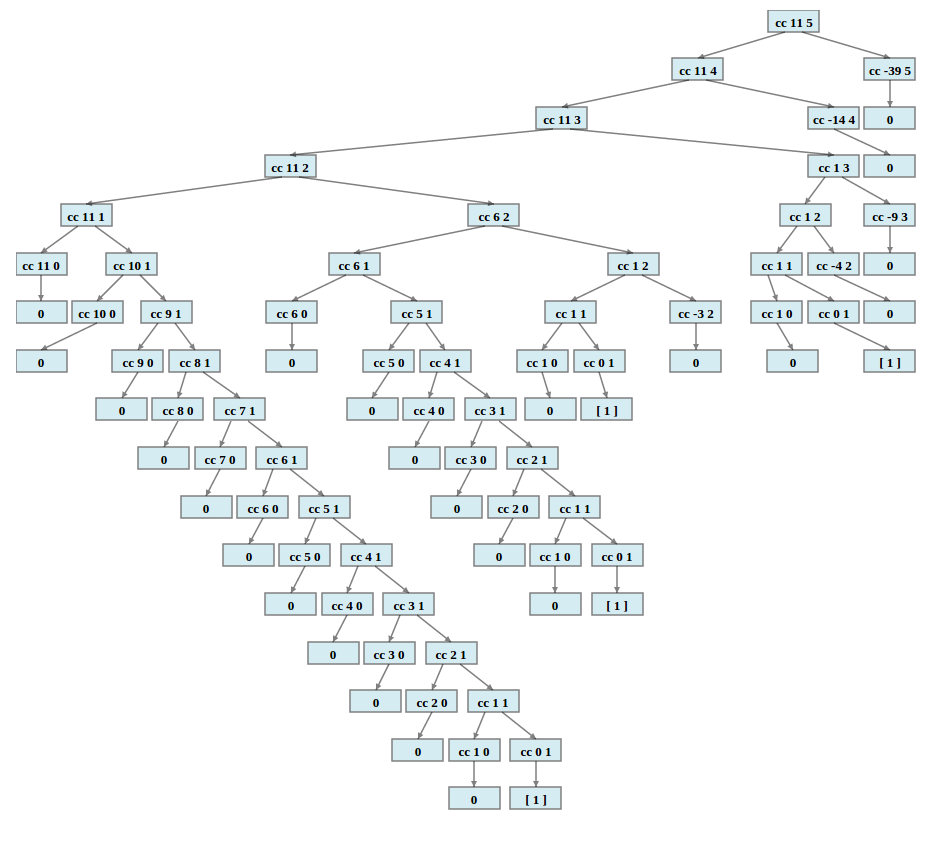 cc 11 5
cc 11 4 cc -39 5
cc 11 3 cc -14 4 0
cc 11 2 cc 1 3 0
cc 11 1 cc 6 2 cc 1 2 cc -9 3
cc 11 0 cc 10 1 cc 6 1 cc 1 2 cc 1 1 cc -4 2 0
0 cc 10 0 cc 9 1 cc 6 0 cc 5 1 cc 1 1 cc -3 2 cc 1 0 cc 0 1 0
0 cc 9 0 cc 8 1 0 cc 5 0 cc 4 1 cc 1 0 cc 0 1 0 0 [ 1 ]
0 cc 8 0 cc 7 1 0 cc 4 0 cc 3 1 0 [ 1 ]
0 cc 7 0 cc 6 1 0 cc 3 0 cc 2 1
0 cc 6 0 cc 5 1 0 cc 2 0 cc 1 1
0 cc 5 0 cc 4 1 0 cc 1 0 cc 0 1
0 cc 4 0 cc 3 1 0 [ 1 ]
0 cc 3 0 cc 2 1
0 cc 2 0 cc 1 1
0 cc 1 0 cc 0 1
0 [ 1 ]